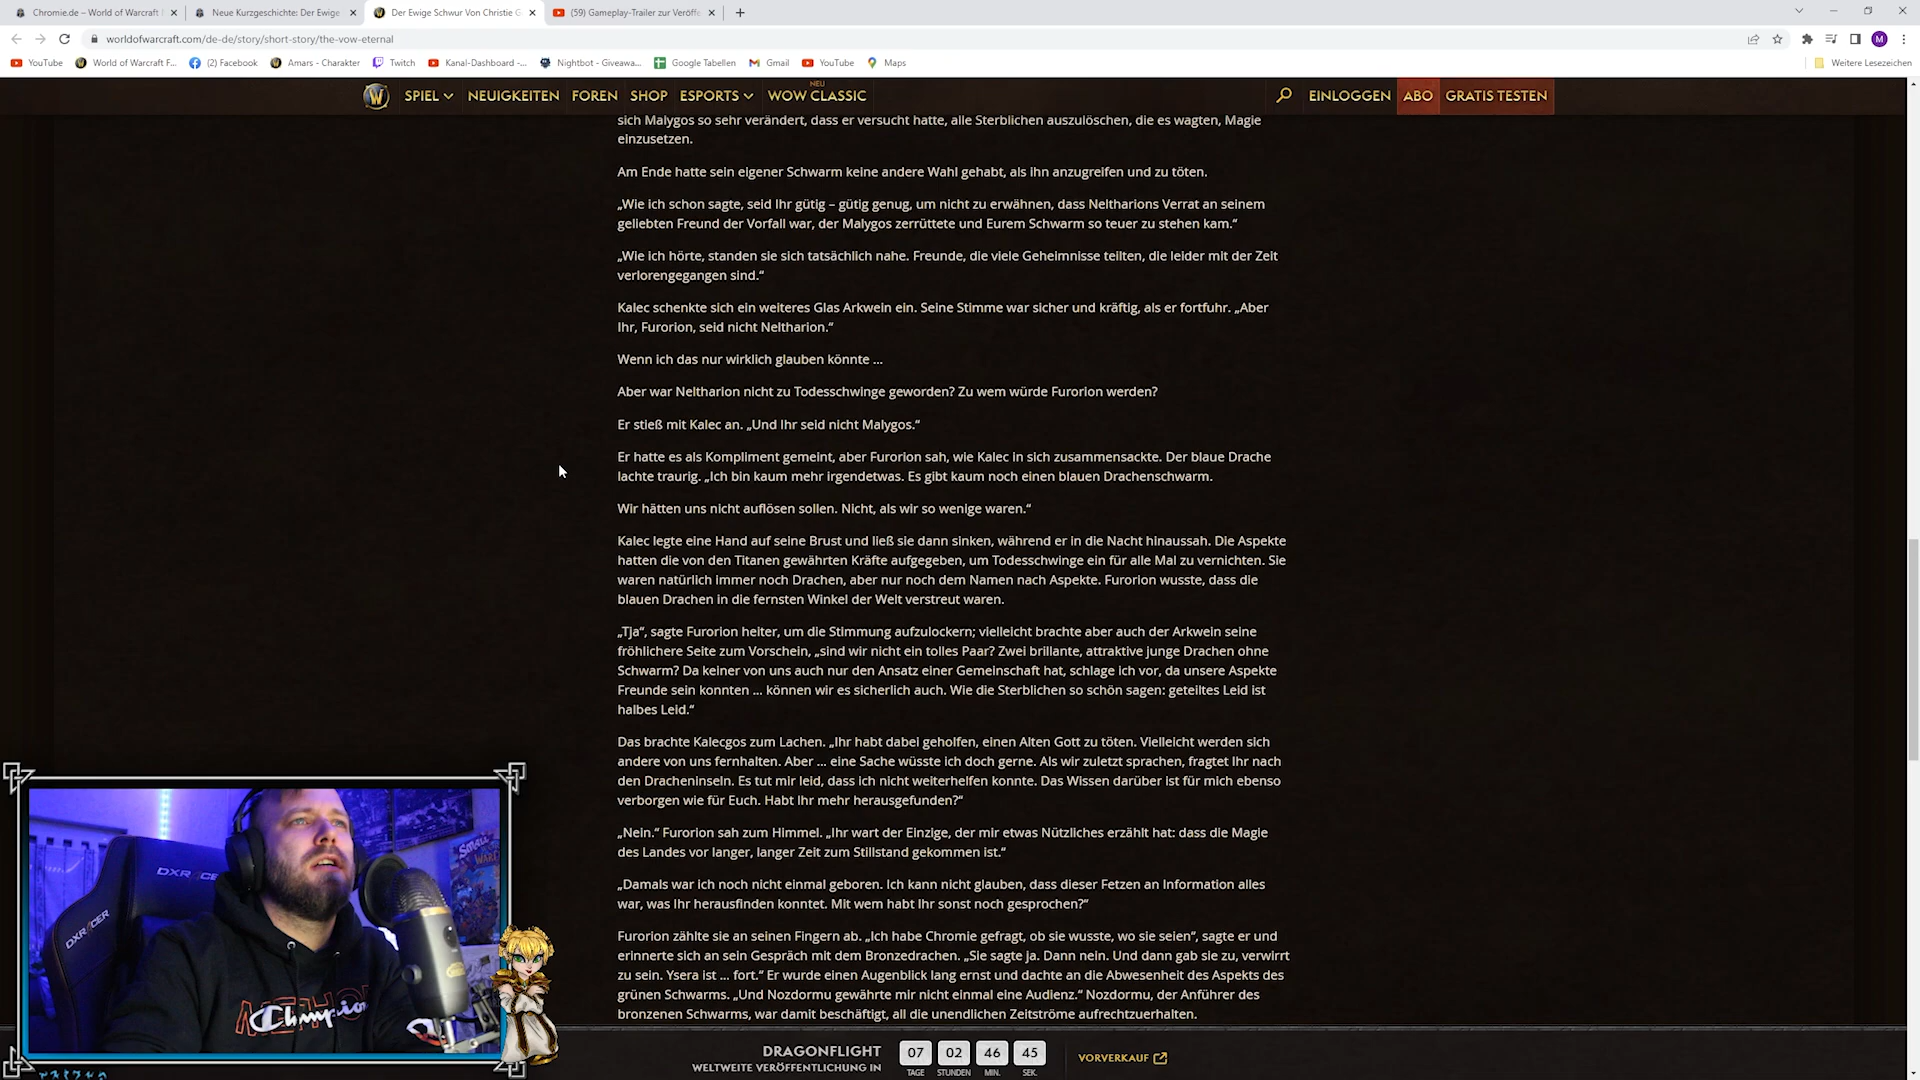 Chromie.de – World of Warcraft
Neue Kurzgeschichte: Der Ewige
Der Ewige Schwur Von Christie G
(59) Gameplay-Trailer zur Veröffe
worldofwarcraft.com/de-de/story/short-story/the-vow-eternal
M
YouTube
World of Warcraft F...
(2) Facebook
Amars - Charakter
Twitch
Kanal-Dashboard -...
Nightbot - Giveawa...
Google Tabellen
Gmail
YouTube
Maps
Weitere Lesezeichen
SPIEL
NEUIGKEITEN
FOREN
SHOP
ESPORTS
NEU
WOW CLASSIC
EINLOGGEN
ABO
GRATIS TESTEN
sich Malygos so sehr verändert, dass er versucht hatte, alle Sterblichen auszulöschen, die es wagten, Magie
einzusetzen.
Am Ende hatte sein eigener Schwarm keine andere Wahl gehabt, als ihn anzugreifen und zu töten.
„Wie ich schon sagte, seid Ihr gütig – gütig genug, um nicht zu erwähnen, dass Neltharions Verrat an seinem
geliebten Freund der Vorfall war, der Malygos zerrüttete und Eurem Schwarm so teuer zu stehen kam.“
„Wie ich hörte, standen sie sich tatsächlich nahe. Freunde, die viele Geheimnisse teilten, die leider mit der Zeit
verlorengegangen sind.“
Kalec schenkte sich ein weiteres Glas Arkwein ein. Seine Stimme war sicher und kräftig, als er fortfuhr. „Aber
Ihr, Furorion, seid nicht Neltharion.“
Wenn ich das nur wirklich glauben könnte ...
Aber war Neltharion nicht zu Todesschwinge geworden? Zu wem würde Furorion werden?
Er stieß mit Kalec an. „Und Ihr seid nicht Malygos.“
Er hatte es als Kompliment gemeint, aber Furorion sah, wie Kalec in sich zusammensackte. Der blaue Drache
lachte traurig. „Ich bin kaum mehr irgendetwas. Es gibt kaum noch einen blauen Drachenschwarm.
Wir hätten uns nicht auflösen sollen. Nicht, als wir so wenige waren.“
Kalec legte eine Hand auf seine Brust und ließ sie dann sinken, während er in die Nacht hinaussah. Die Aspekte
hatten die von den Titanen gewährten Kräfte aufgegeben, um Todesschwinge ein für alle Mal zu vernichten. Sie
waren natürlich immer noch Drachen, aber nur noch dem Namen nach Aspekte. Furorion wusste, dass die
blauen Drachen in die fernsten Winkel der Welt verstreut waren.
„Tja“, sagte Furorion heiter, um die Stimmung aufzulockern; vielleicht brachte aber auch der Arkwein seine
fröhlichere Seite zum Vorschein, „sind wir nicht ein tolles Paar? Zwei brillante, attraktive junge Drachen ohne
Schwarm? Da keiner von uns auch nur den Ansatz einer Gemeinschaft hat, schlage ich vor, da unsere Aspekte
Freunde sein konnten ... können wir es sicherlich auch. Wie die Sterblichen so schön sagen: geteiltes Leid ist
halbes Leid.“
Das brachte Kalecgos zum Lachen. „Ihr habt dabei geholfen, einen Alten Gott zu töten. Vielleicht werden sich
andere von uns fernhalten. Aber ... eine Sache wüsste ich doch gerne. Als wir zuletzt sprachen, fragtet Ihr nach
den Dracheninseln. Es tut mir leid, dass ich nicht weiterhelfen konnte. Das Wissen darüber ist für mich ebenso
verborgen wie für Euch. Habt Ihr mehr herausgefunden?“
„Nein.“ Furorion sah zum Himmel. „Ihr wart der Einzige, der mir etwas Nützliches erzählt hat: dass die Magie
des Landes vor langer, langer Zeit zum Stillstand gekommen ist.“
„Damals war ich noch nicht einmal geboren. Ich kann nicht glauben, dass dieser Fetzen an Information alles
war, was Ihr herausfinden konntet. Mit wem habt Ihr sonst noch gesprochen?“
Furorion zählte sie an seinen Fingern ab. „Ich habe Chromie gefragt, ob sie wusste, wo sie seien“, sagte er und
erinnerte sich an sein Gespräch mit dem Bronzedrachen. „Sie sagte ja. Dann nein. Und dann gab sie zu, verwirrt
zu sein. Ysera ist ... fort.“ Er wurde einen Augenblick lang ernst und dachte an die Abwesenheit des Aspekts des
grünen Schwarms. „Und Nozdormu gewährte mir nicht einmal eine Audienz.“ Nozdormu, der Anführer des
bronzenen Schwarms, war damit beschäftigt, all die unendlichen Zeitströme aufrechtzuerhalten.
DXRACER
DXRACER
Champion
DRAGONFLIGHT
WELTWEITE VERÖFFENTLICHUNG IN
07
02
46
45
TAGE
STUNDEN
MIN.
SEK.
VORVERKAUF